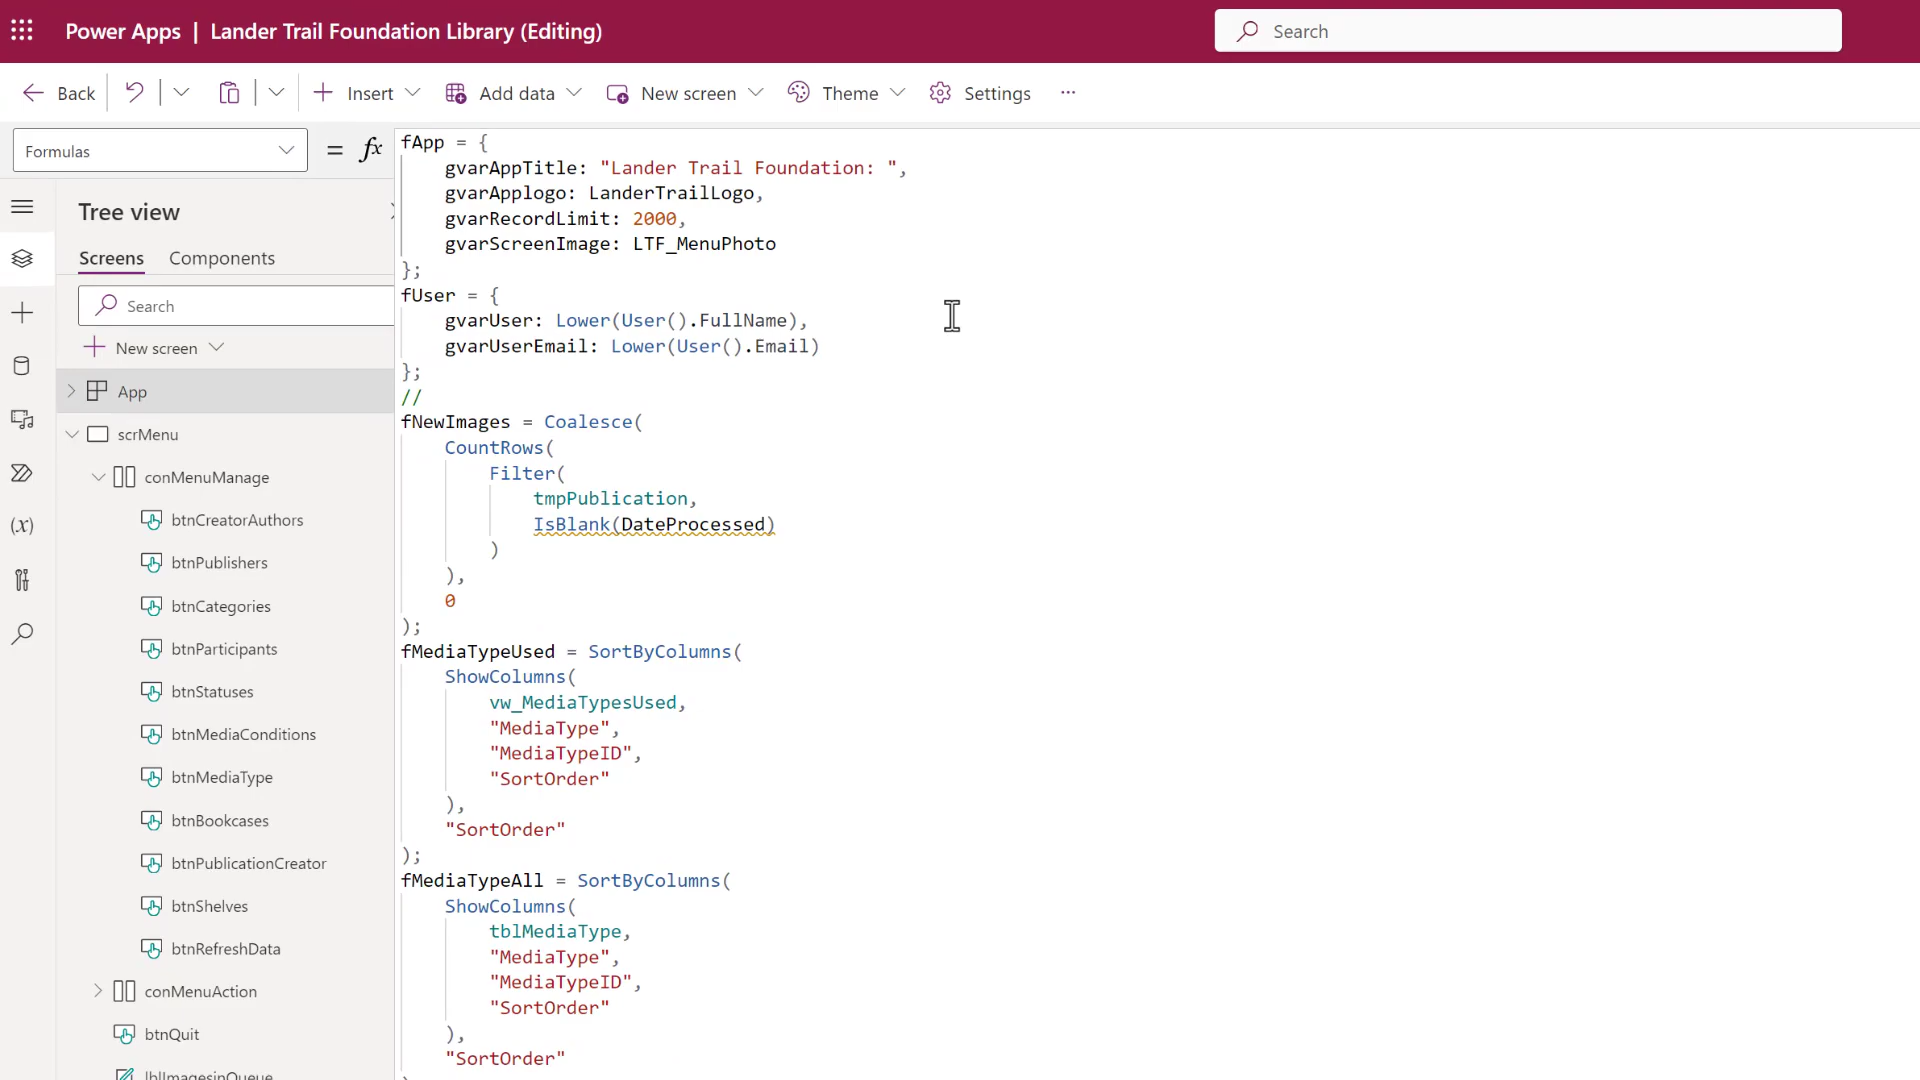 Power Apps | Lander Trail Foundation Library (Editing)
Search
Back
Insert
Add data
New screen
Theme
Settings
...
Formulas
= fx
Tree view
Screens
Components
Search
New screen
App
scrMenu
conMenuManage
btnCreatorAuthors
btnPublishers
btnCategories
btnParticipants
btnStatuses
btnMediaConditions
btnMediaType
btnBookcases
btnPublicationCreator
btnShelves
btnRefreshData
conMenuAction
btnQuit
lblImagesinQueue
(x)
fApp = {
gvarAppTitle: "Lander Trail Foundation: ",
gvarApplogo: LanderTrailLogo,
gvarRecordLimit: 2000,
gvarScreenImage: LTF_MenuPhoto
};
fUser = {
gvarUser: Lower(User().FullName),
gvarUserEmail: Lower(User().Email)
};
//
fNewImages = Coalesce(
CountRows(
Filter(
tmpPublication,
IsBlank(DateProcessed)
)
),
0
);
fMediaTypeUsed = SortByColumns(
ShowColumns(
vw_MediaTypesUsed,
"MediaType",
"MediaTypeID",
"SortOrder"
),
"SortOrder"
);
fMediaTypeAll = SortByColumns(
ShowColumns(
tblMediaType,
"MediaType",
"MediaTypeID",
"SortOrder"
),
"SortOrder"